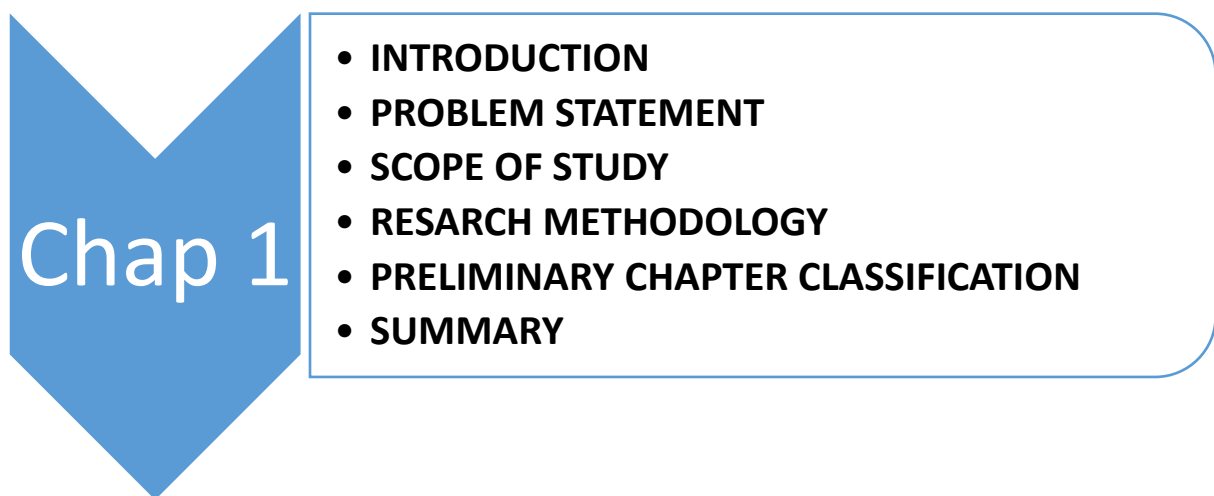 Chap 1
• INTRODUCTION
• PROBLEM STATEMENT
• SCOPE OF STUDY
• RESARCH METHODOLOGY
• PRELIMINARY CHAPTER CLASSIFICATION
• SUMMARY